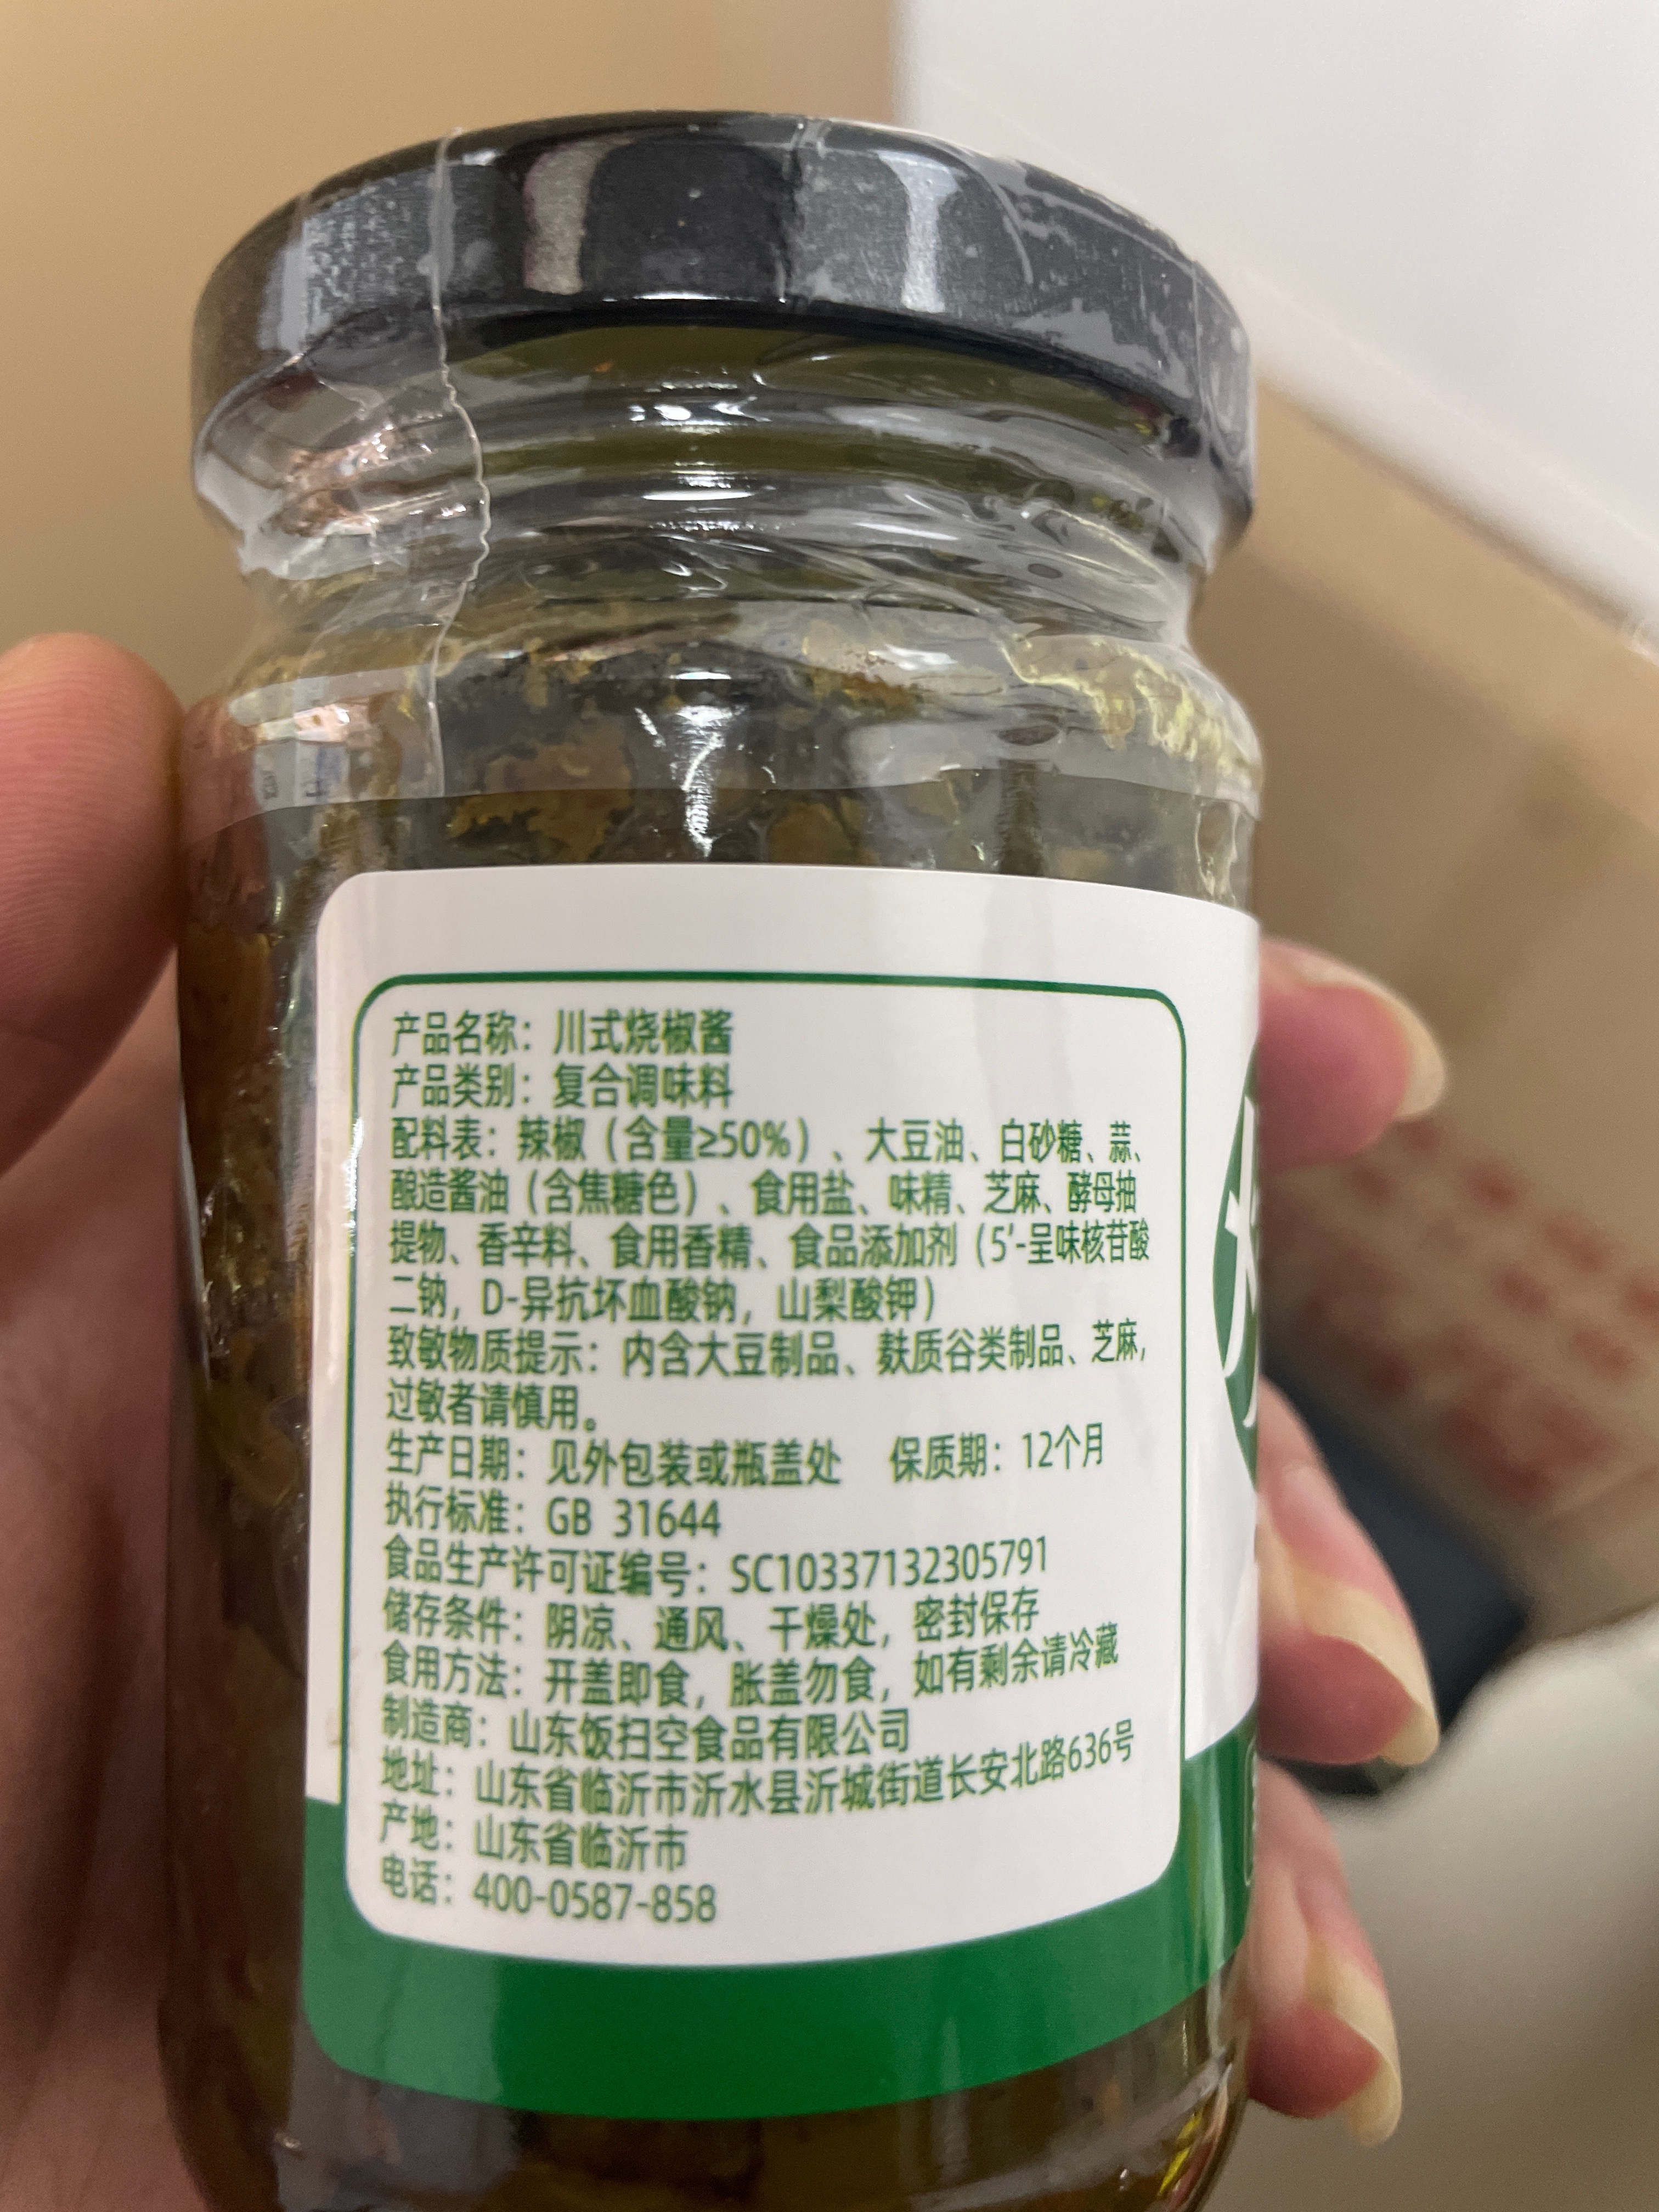 产品名称：川式烧椒酱
产品类别：复合调味料
配料表：辣椒（含量≥50%）、大豆油、白砂糖、蒜、
酿造酱油（含焦糖色）、食用盐、味精、芝麻、酵母抽
提物、香辛料、食用香精、食品添加剂（5′-呈味核苷酸
二钠，D-异抗坏血酸钠，山梨酸钾）
致敏物质提示：内含大豆制品、麸质谷类制品、芝麻，
过敏者请慎用。
生产日期：见外包装或瓶盖处 保质期：12个月
执行标准：GB 31644
食品生产许可证编号：SC10337132305791
储存条件：阴凉、通风、干燥处，密封保存
食用方法：开盖即食，胀盖勿食，如有剩余请冷藏
制造商：山东饭扫空食品有限公司
地址：山东省临沂市沂水县沂城街道长安北路636号
产地：山东省临沂市
电话：400-0587-858